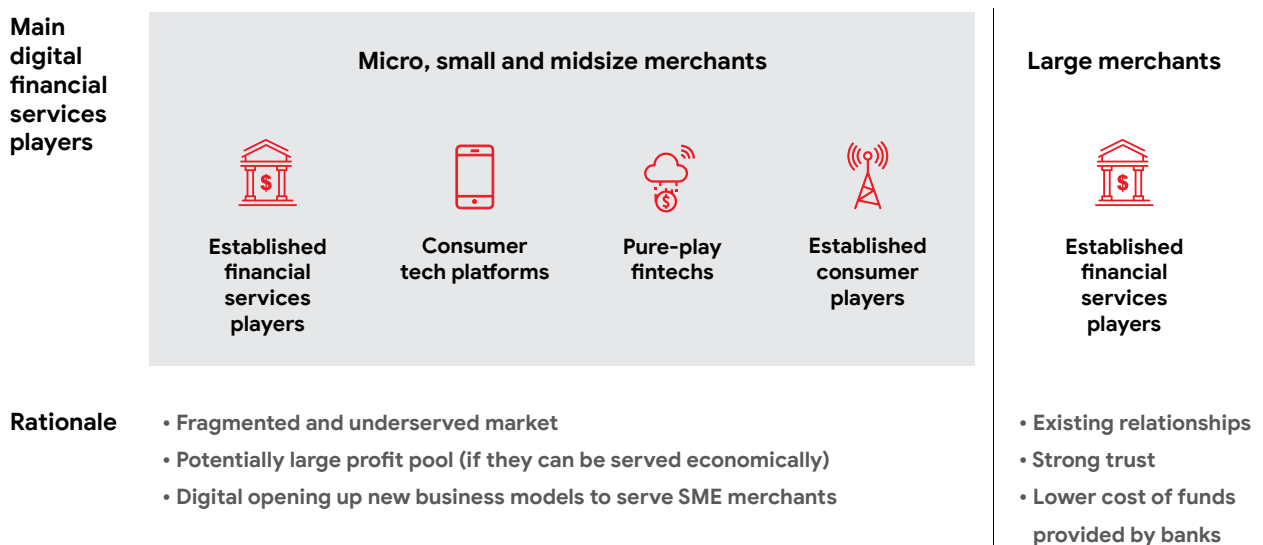 Main
digital
financial
services
players
Micro, small and midsize merchants
Large merchants
$
Established
financial
services
players
Consumer
tech platforms
$
Pure-play
fintechs
Established
consumer
players
$
Established
financial
services
players
Rationale
• Fragmented and underserved market
• Potentially large profit pool (if they can be served economically)
• Digital opening up new business models to serve SME merchants
• Existing relationships
• Strong trust
• Lower cost of funds
provided by banks